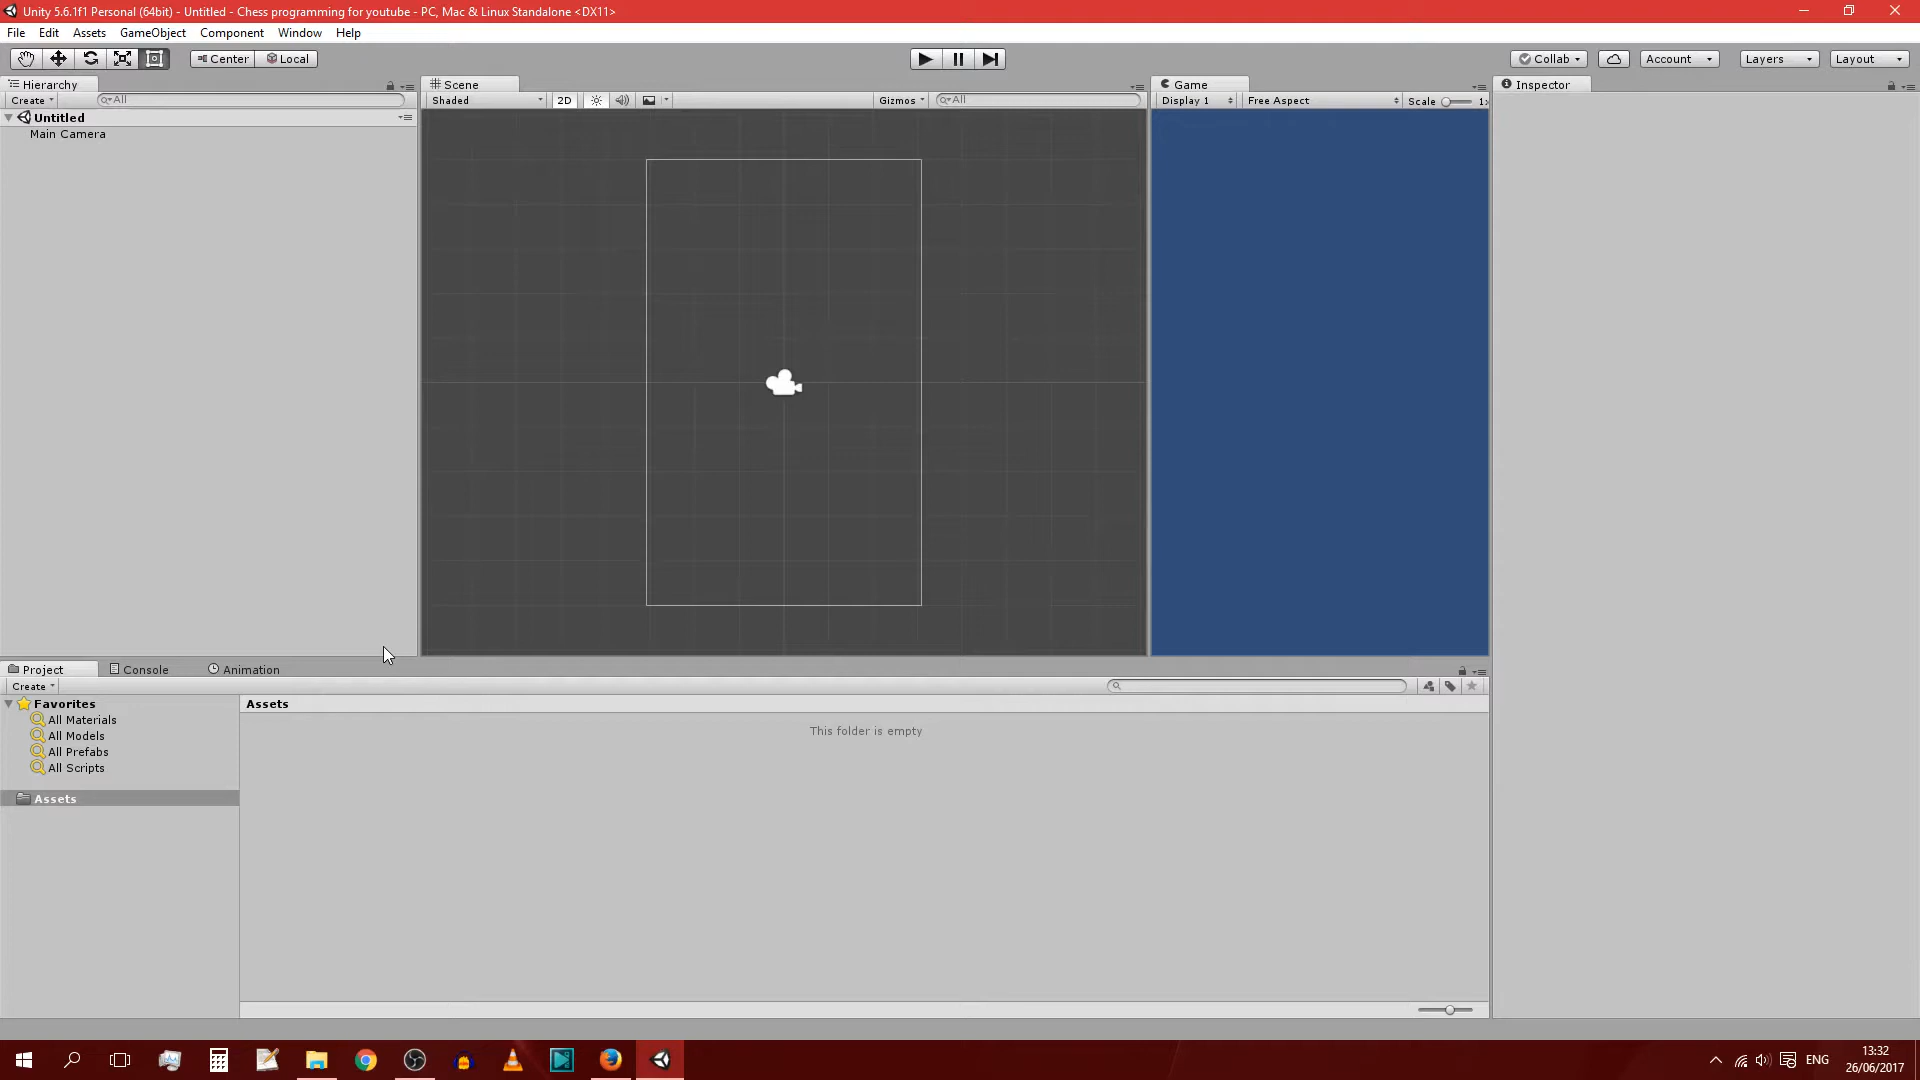 Unity 5.6.1f1 Personal (64bit) - Untitled - Chess programming for youtube - PC, Mac & Linux Standalone <DX11>
File Edit Assets GameObject Component Window Help
Center Local Collab Account Layers Layout
Hierarchy Scene Game Inspector
Create All Shaded 2D Gizmos All Display 1 Free Aspect Scale 1x
Untitled
Main Camera
Project Console Animation
Create
Favorites Assets
All Materials
All Models This folder is empty
All Prefabs
All Scripts
Assets
ENG
13:32
26/06/2017